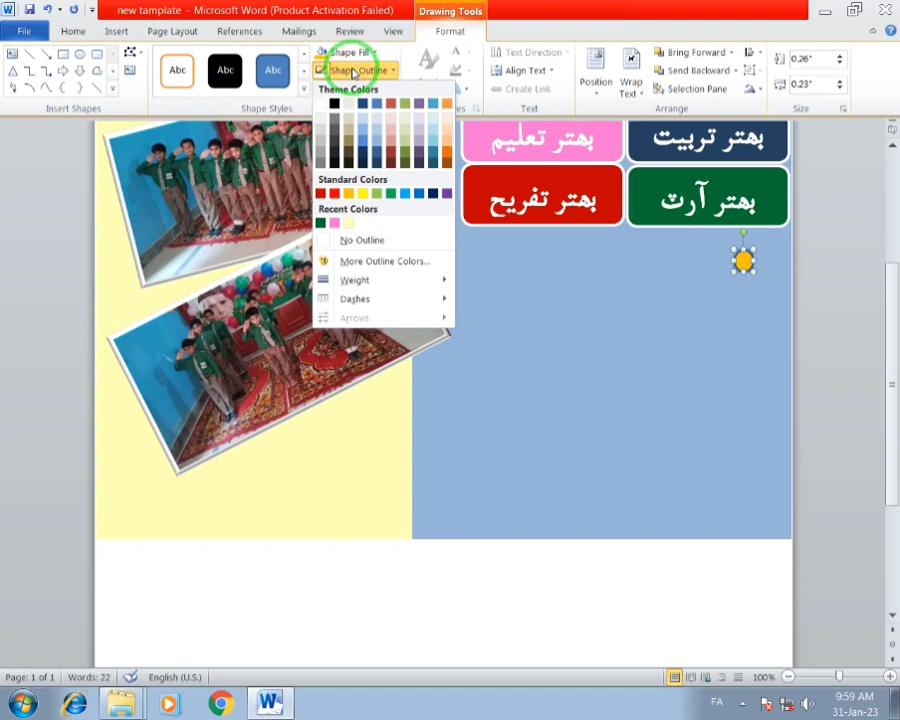 new tamplate - Microsoft Word (Product Activation Failed)
Drawing Tools
File
Home
Insert
Page Layout
References
Mailings
Review
View
Format
Insert Shapes
Abc
Abc
Abc
Shape Styles
Shape Fill
Shape Outline
Text Direction
Align Text
Create Link
Text
Position
Wrap Text
Bring Forward
Send Backward
Selection Pane
Arrange
0.26"
0.23"
Size
Theme Colors
Standard Colors
Recent Colors
No Outline
More Outline Colors...
Weight
Dashes
Arrows
بهتر تربیت
بهتر تعلیم
بهتر آرٹ
بهتر تفریح
Page: 1 of 1
Words: 22
English (U.S.)
100%
FA
9:59 AM
31-Jan-23